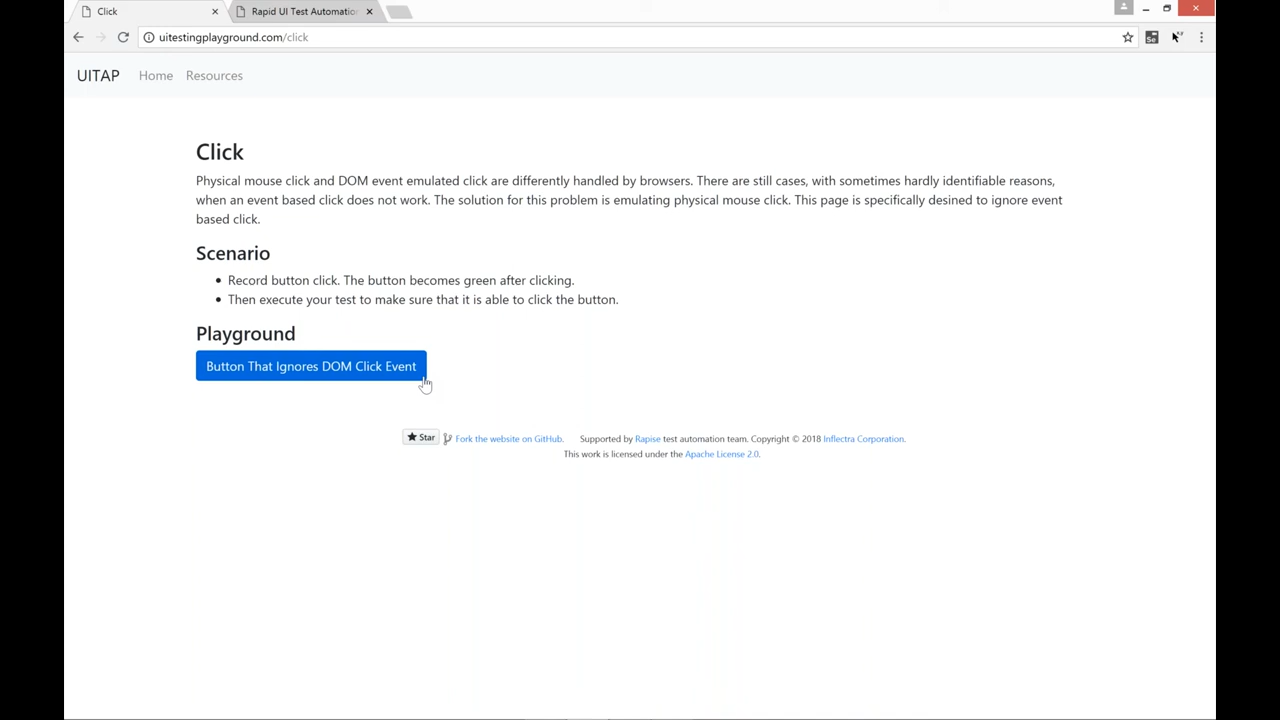 Click
Rapid UI Test Automatio
uitestingplayground.com/click
UITAP Home Resources
Click
Physical mouse click and DOM event emulated click are differently handled by browsers. There are still cases, with sometimes hardly identifiable reasons,
when an event based click does not work. The solution for this problem is emulating physical mouse click. This page is specifically desined to ignore event
based click.
Scenario
Record button click. The button becomes green after clicking.
Then execute your test to make sure that it is able to click the button.
Playground
Button That Ignores DOM Click Event
Star Fork the website on GitHub. Supported by Rapise test automation team. Copyright © 2018 Inflectra Corporation.
This work is licensed under the Apache License 2.0.